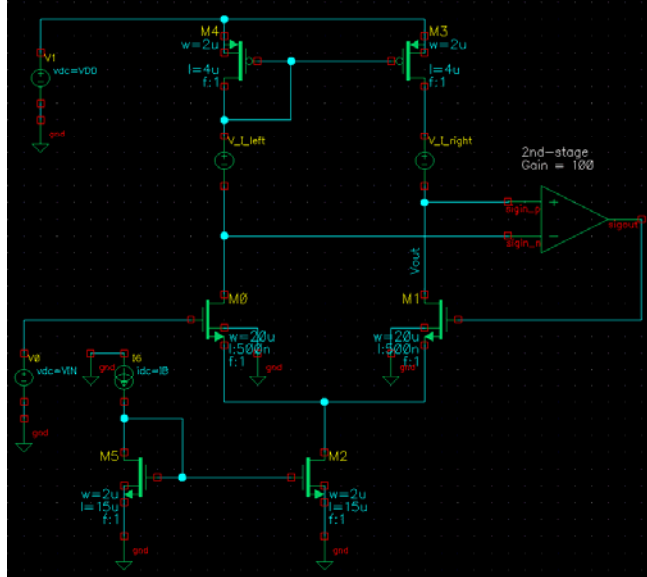 M4
M3
w=2u
w=2u
V1
vdc=VDD
l=4u
f:1
l=4u
f:1
gnd
V_I_left
V_I_right
2nd-stage
Gain = 100
sigin_p
sigout
sigin_n
Vout
M0
M1
w=20u
l:500n
f:1
w=20u
l:500n
f:1
V0
vdc=VIN
gnd
I6
idc=IB
gnd
gnd
gnd
M5
M2
w=2u
l=15u
f:1
w=2u
l=15u
f:1
gnd
gnd